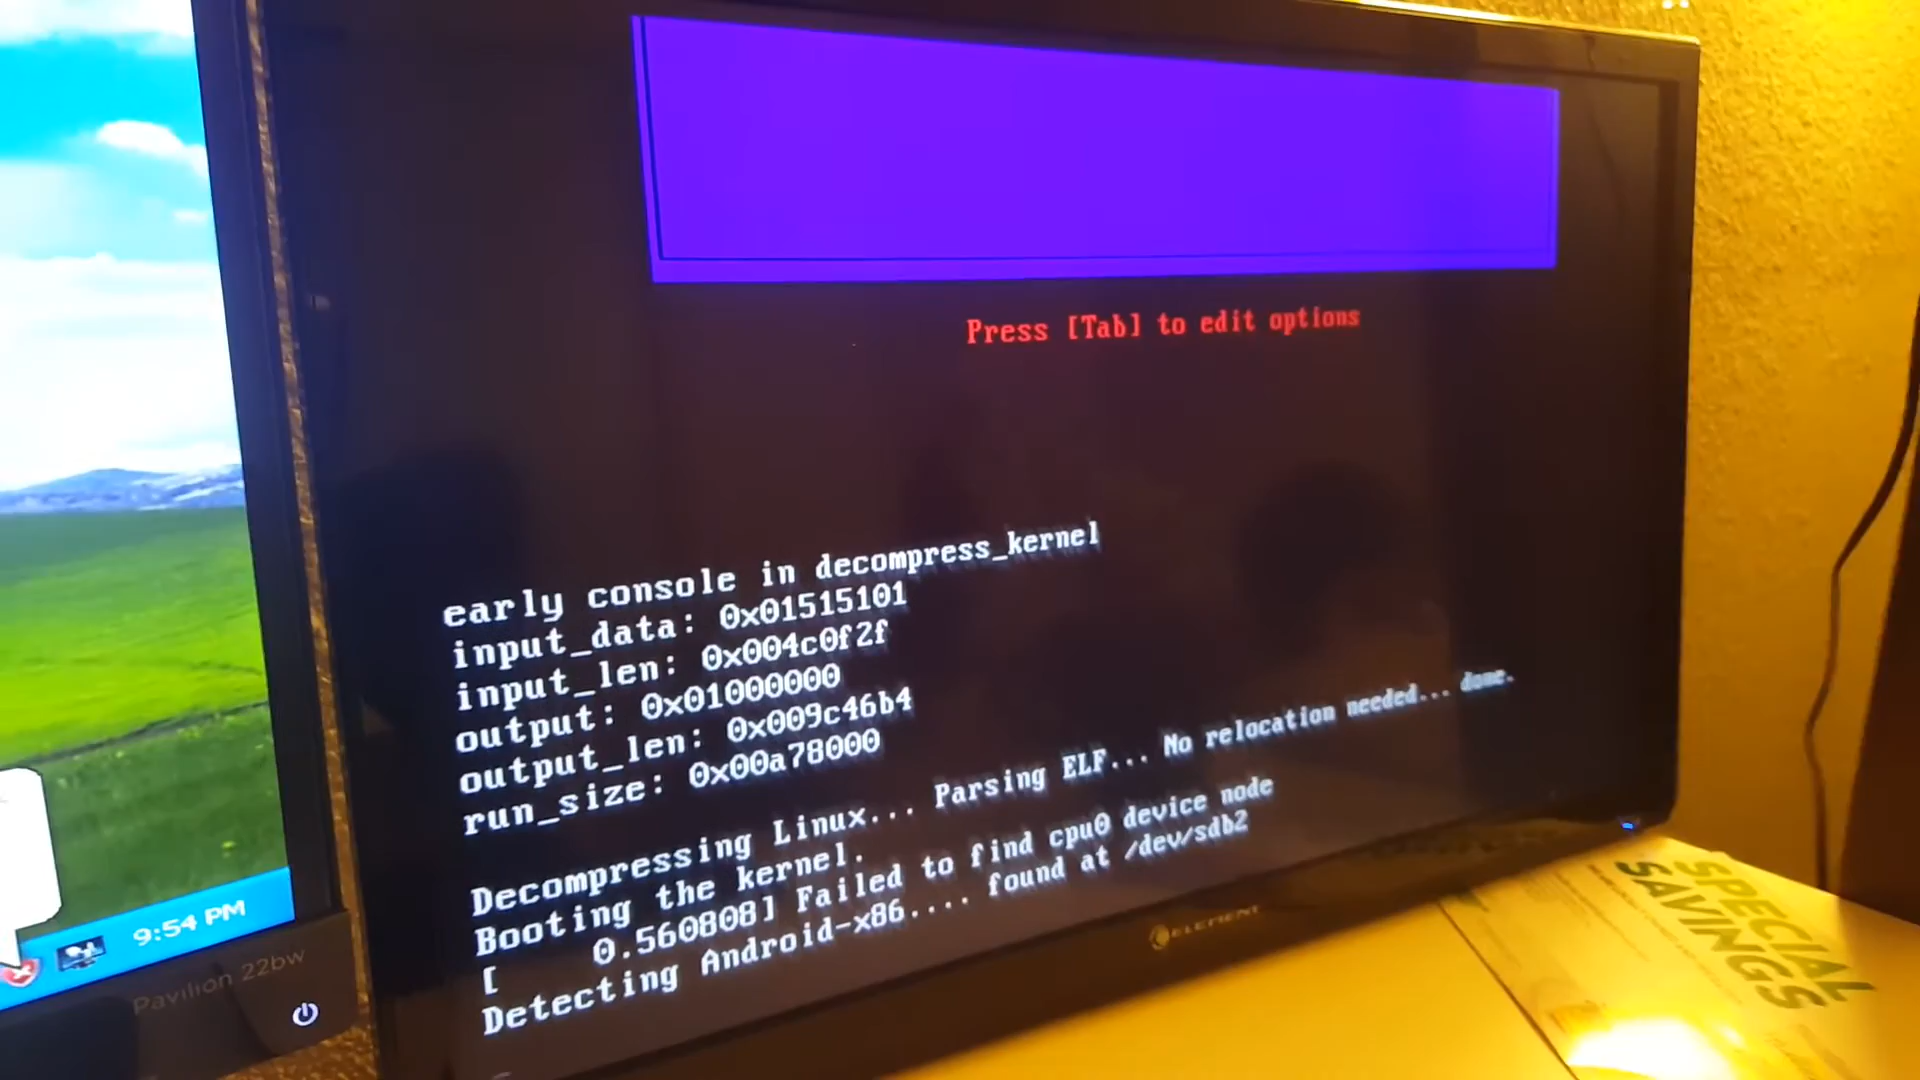 Press [Tab] to edit options
early console in decompress_kernel
input_data: 0x01515101
input_len: 0x004c0f2f
output: 0x01000000
output_len: 0x009c46b4
run_size: 0x00a78000
Decompressing Linux... Parsing ELF... No relocation needed... done.
Booting the kernel.
[ 0.560808] Failed to find cpu0 device node
Detecting Android-x86.... found at /dev/sdb2
9:54 PM
Pavilion 22bw
ELEMENT
SPECIAL
SAVINGS